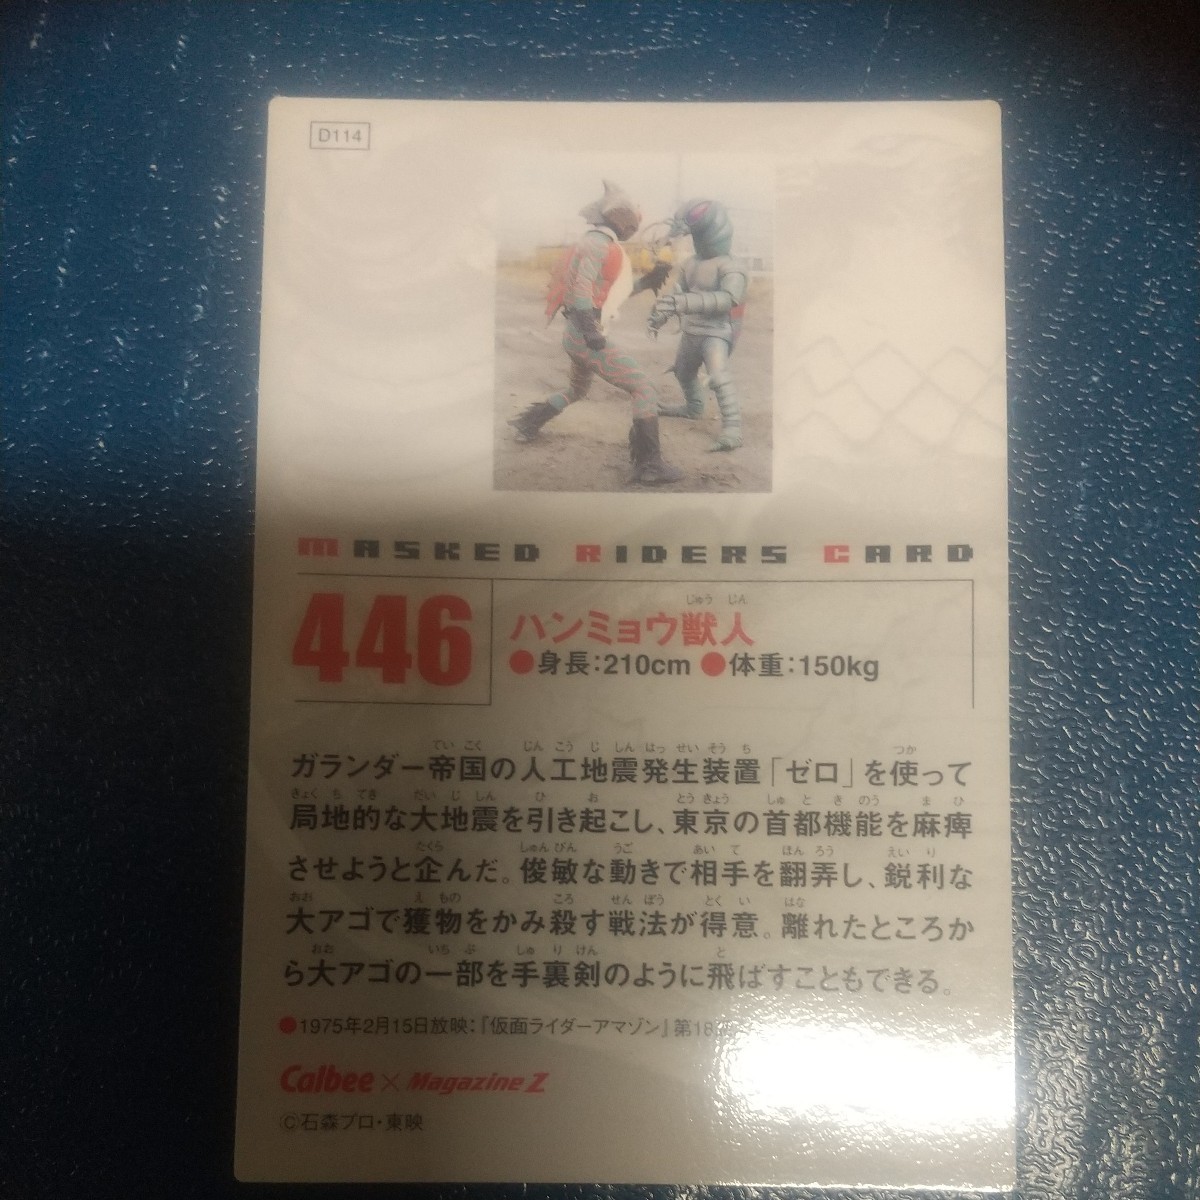 D114
MASKED RIDERS CARD
446
じゅう じん
ハンミョウ獣人
●身長:210cm ●体重:150kg
てい こく じん こう じ しん はっ せい そう ち つか
ガランダー帝国の人工地震発生装置「ゼロ」を使って
きょく ち てき だい じ しん ひ お とう きょう しゅ と き のう ま ひ
局地的な大地震を引き起こし、東京の首都機能を麻痺
たくら しゅん びん うご あい て ほん ろう えい り
させようと企んだ。俊敏な動きで相手を翻弄し、鋭利な
おお え もの ころ せん ぽう とく い はな
大アゴで獲物をかみ殺す戦法が得意。離れたところか
おお いち ぶ しゅ り けん と
ら大アゴの一部を手裏剣のように飛ばすこともできる。
●1975年2月15日放映:『仮面ライダーアマゾン』第18
Calbee × Magazine Z
©石森プロ・東映